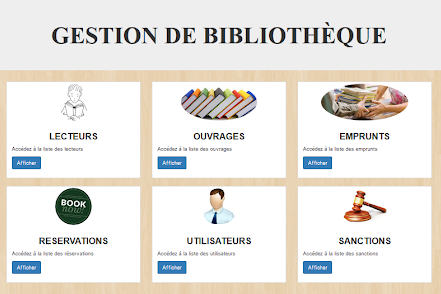 GESTION DE BIBLIOTHÈQUE
LECTEURS
Accédez à la liste des lecteurs
Afficher
OUVRAGES
Accédez à la liste des ouvrages
Afficher
EMPRUNTS
Accédez à la liste des emprunts
Afficher
BOOK
now!
RESERVATIONS
Accédez à la liste des réservations
Afficher
UTILISATEURS
Accédez à la liste des utilisateurs
Afficher
SANCTIONS
Accédez à la liste des sanctions
Afficher